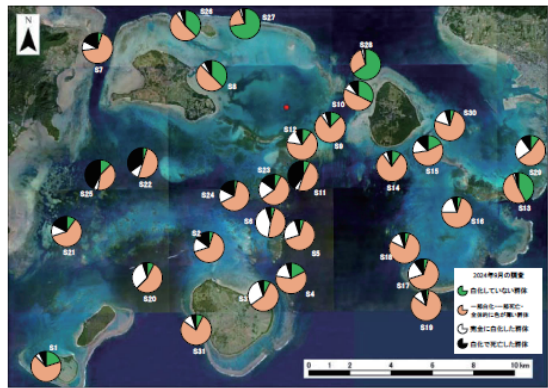 N
S26
S27
S7
S8
S28
S10
S30
S12
S9
S15
S29
S14
S22
S25
S23
S11
S13
S24
S6
S16
S21
S2
S5
S18
S20
S3
S4
S17
S19
S31
S1
2024年9月の調査
白化していない群体
一部白化・一部死亡・
全体的に色が薄い群体
完全に白化した群体
白化で死亡した群体
0 2 4 6 8 10 km